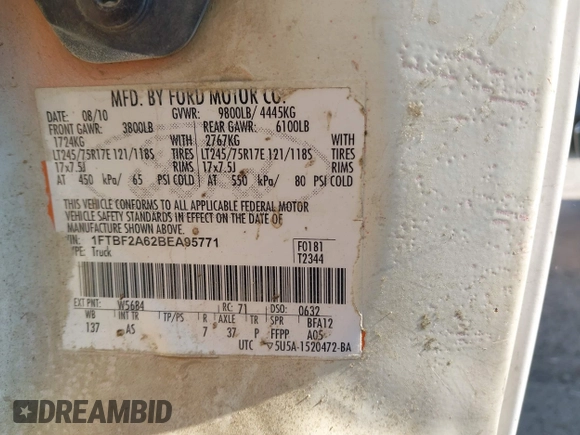 MFD. BY FORD MOTOR CO.
DATE: 08/10 GVWR: 9800LB/ 4445KG
FRONT GAWR: 3800LB REAR GAWR: 6100LB
1724KG WITH 2767KG WITH
LT245/75R17E 121/118S TIRES LT245/75R17E 121/118S TIRES
17x7.5J RIMS 17x7.5J RIMS
AT 450 kPa/ 65 PSI COLD AT 550 kPa/ 80 PSI COLD
THIS VEHICLE CONFORMS TO ALL APPLICABLE FEDERAL MOTOR
VEHICLE SAFETY STANDARDS IN EFFECT ON THE DATE OF
MANUFACTURE SHOWN ABOVE.
VIN: 1FTBF2A62BEA95771 F0181
TYPE: Truck T2344
EXT PNT: W5684 RC: 71 DSO: 0632
WB INT TR TP/PS R AXLE TR SPR BFA12
137 AS 7 37 P FFPP A05
UTC ▽5U5A-1520472-BA
DREAMBID